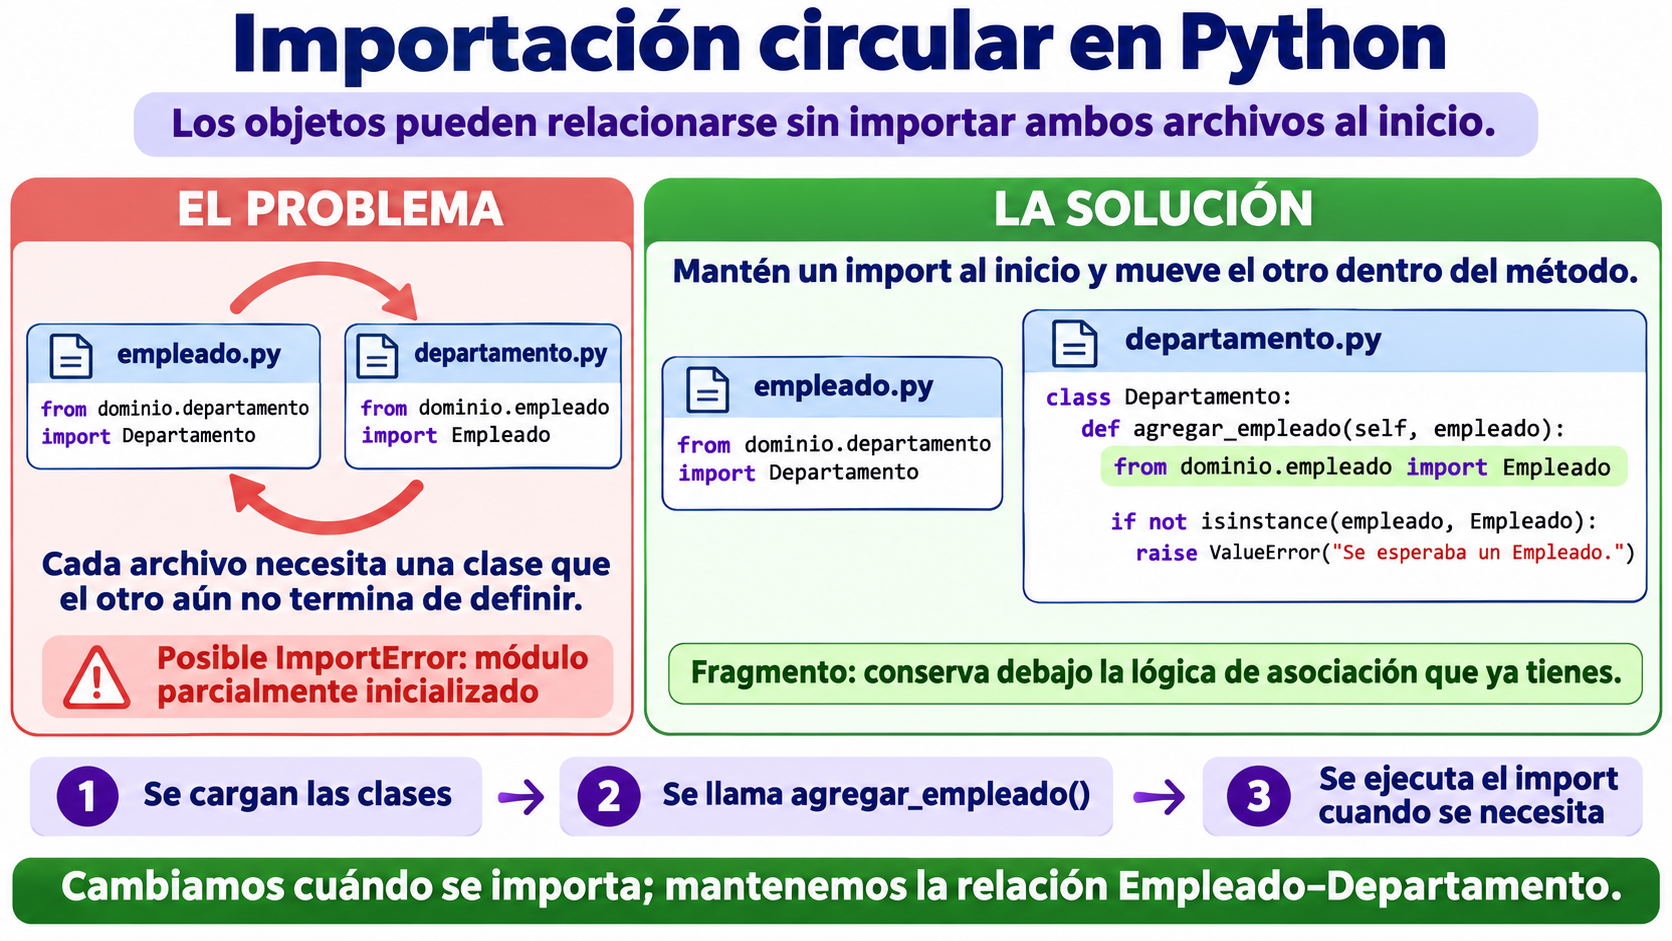 Importación circular en Python
Los objetos pueden relacionarse sin importar ambos archivos al inicio.
EL PROBLEMA
empleado.py
from dominio.departamento
import Departamento
departamento.py
from dominio.empleado
import Empleado
Cada archivo necesita una clase que
el otro aún no termina de definir.
Posible ImportError: módulo
parcialmente inicializado
LA SOLUCIÓN
Mantén un import al inicio y mueve el otro dentro del método.
empleado.py
from dominio.departamento
import Departamento
departamento.py
class Departamento:
def agregar_empleado(self, empleado):
from dominio.empleado import Empleado
if not isinstance(empleado, Empleado):
raise ValueError("Se esperaba un Empleado.")
Fragmento: conserva debajo la lógica de asociación que ya tienes.
1 Se cargan las clases
2 Se llama agregar_empleado()
3 Se ejecuta el import
cuando se necesita
Cambiamos cuándo se importa; mantenemos la relación Empleado–Departamento.